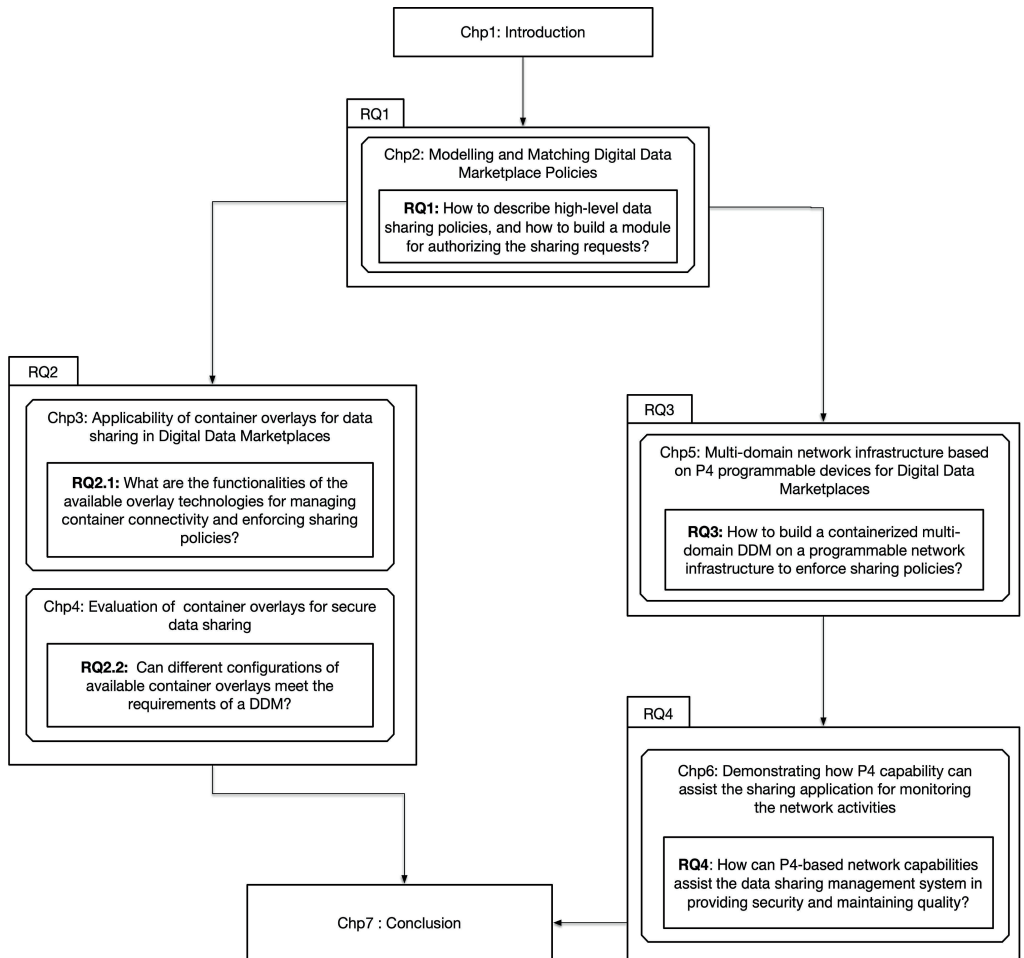 Chp1: Introduction
RQ1
Chp2: Modelling and Matching Digital Data
Marketplace Policies
RQ1: How to describe high-level data
sharing policies, and how to build a module
for authorizing the sharing requests?
RQ2
Chp3: Applicability of container overlays for data
sharing in Digital Data Marketplaces
RQ2.1: What are the functionalities of the
available overlay technologies for managing
container connectivity and enforcing sharing
policies?
Chp4: Evaluation of container overlays for secure
data sharing
RQ2.2: Can different configurations of
available container overlays meet the
requirements of a DDM?
RQ3
Chp5: Multi-domain network infrastructure based
on P4 programmable devices for Digital Data
Marketplaces
RQ3: How to build a containerized multi-
domain DDM on a programmable network
infrastructure to enforce sharing policies?
RQ4
Chp6: Demonstrating how P4 capability can
assist the sharing application for monitoring
the network activities
RQ4: How can P4-based network capabilities
assist the data sharing management system in
providing security and maintaining quality?
Chp7 : Conclusion